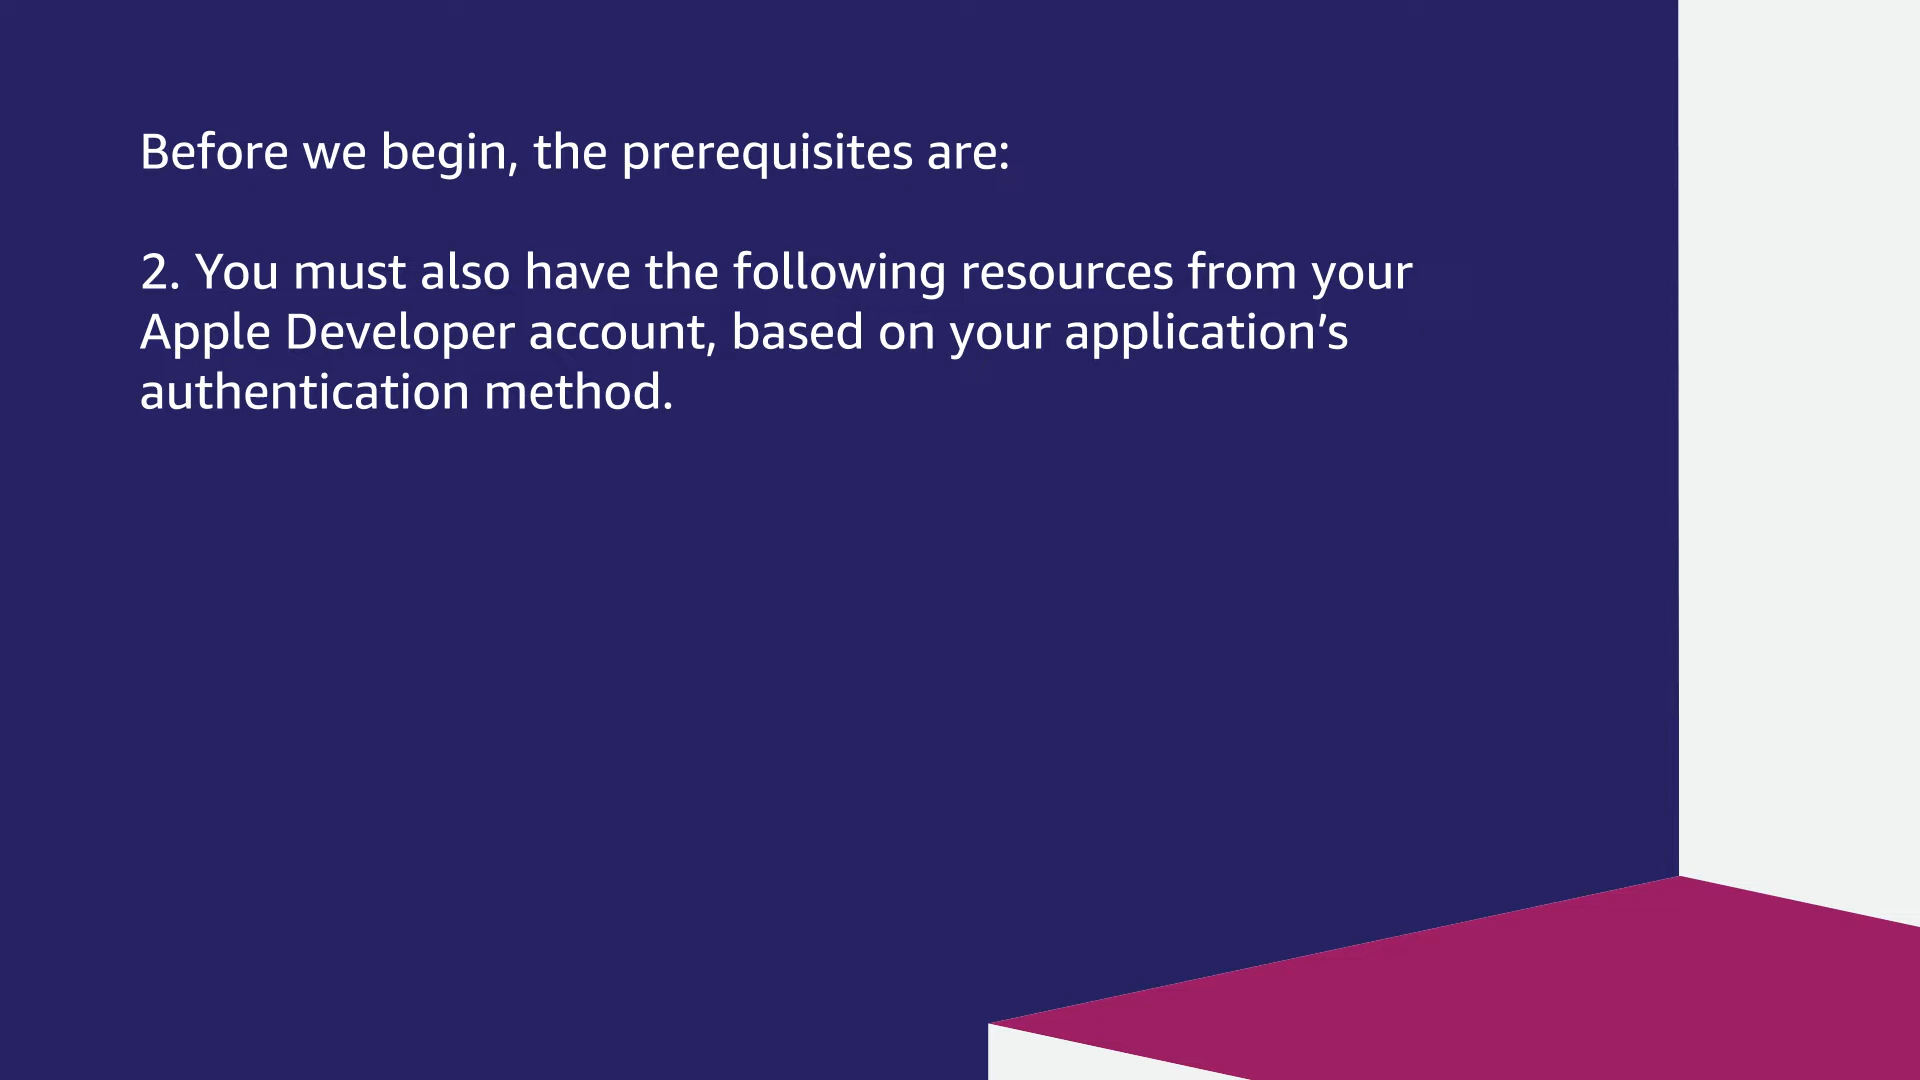 Before we begin, the prerequisites are:
2. You must also have the following resources from your
Apple Developer account, based on your application’s
authentication method.